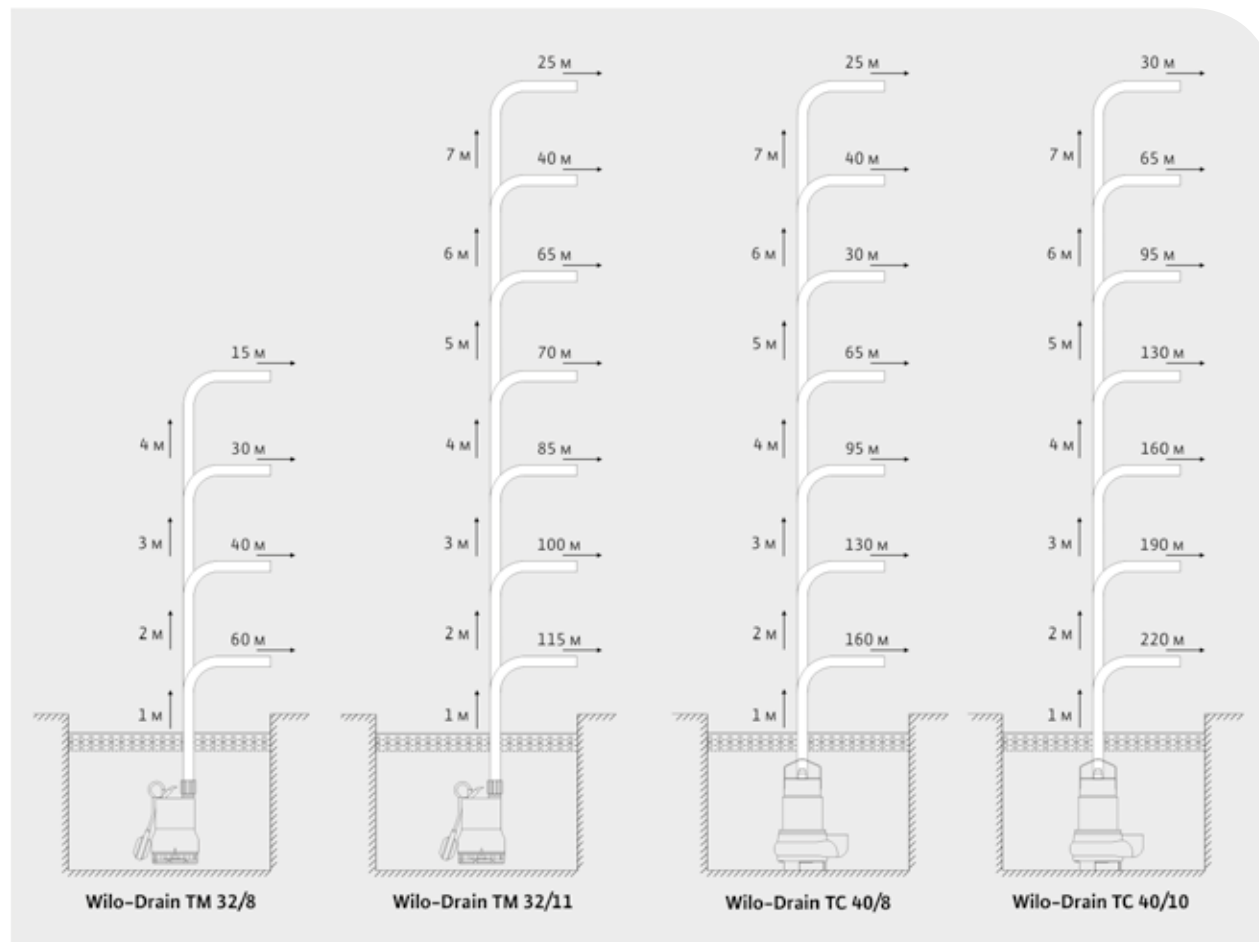 25 м
25 м
30 м
7 м
7 м
7 м
40 м
40 м
65 м
6 м
6 м
6 м
65 м
30 м
95 м
5 м
5 м
5 м
15 м
70 м
65 м
130 м
4 м
4 м
4 м
4 м
30 м
85 м
95 м
160 м
3 м
3 м
3 м
3 м
40 м
100 м
130 м
190 м
2 м
2 м
2 м
2 м
60 м
115 м
160 м
220 м
1 м
1 м
1 м
1 м
Wilo-Drain TM 32/8
Wilo-Drain TM 32/11
Wilo-Drain TC 40/8
Wilo-Drain TC 40/10